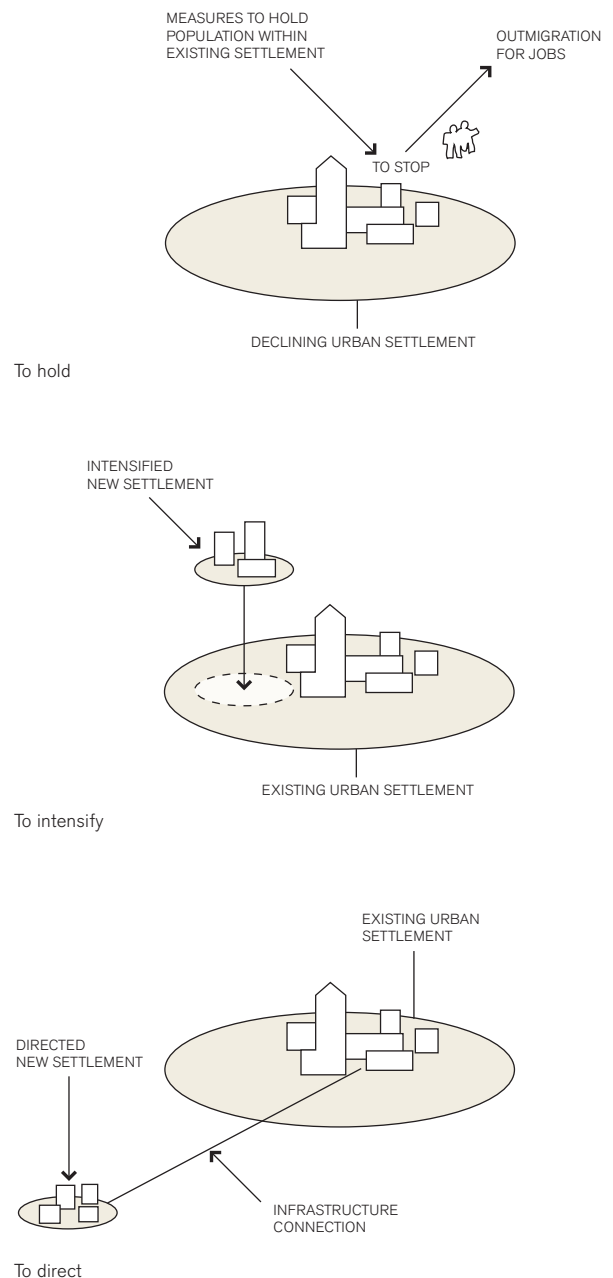 MEASURES TO HOLD
POPULATION WITHIN
EXISTING SETTLEMENT
OUTMIGRATION
FOR JOBS
TO STOP
DECLINING URBAN SETTLEMENT
To hold
INTENSIFIED
NEW SETTLEMENT
EXISTING URBAN SETTLEMENT
To intensify
EXISTING URBAN
SETTLEMENT
DIRECTED
NEW SETTLEMENT
INFRASTRUCTURE
CONNECTION
To direct